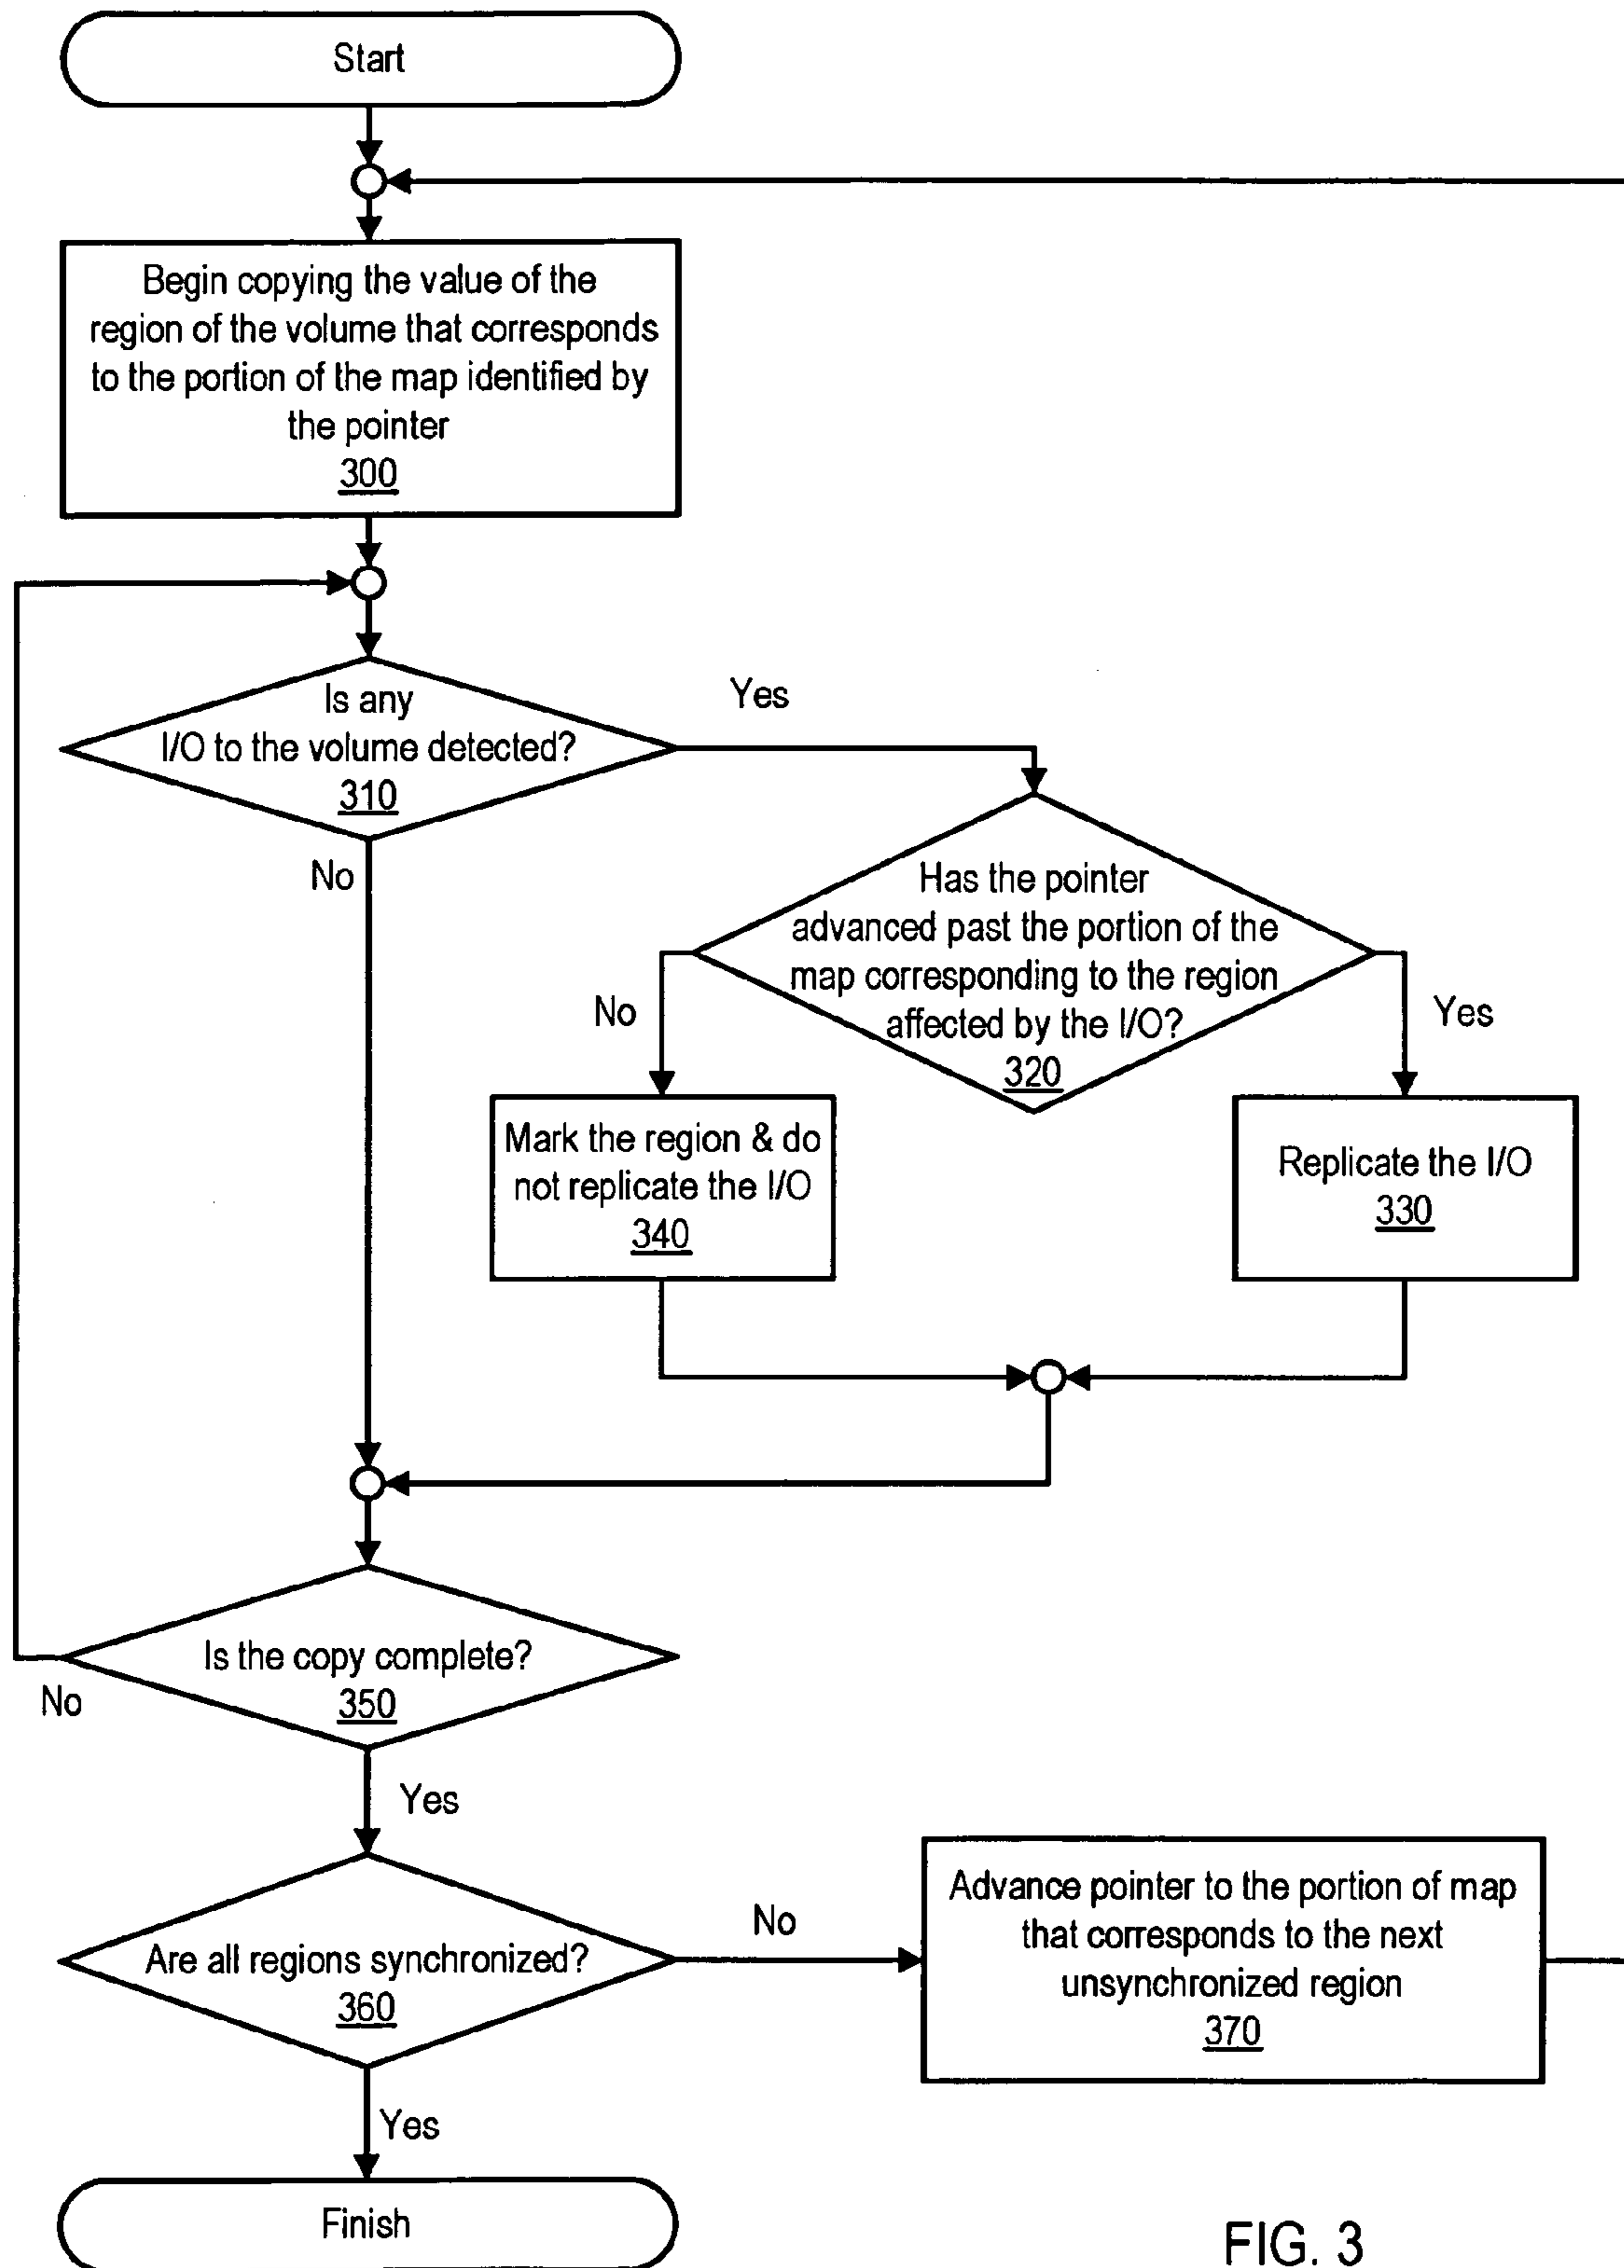 Start
Begin copying the value of the
region of the volume that corresponds
to the portion of the map identified by
the pointer
300
Is any
I/O to the volume detected?
310
Yes
No
Has the pointer
advanced past the portion of the
map corresponding to the region
affected by the I/O?
320
No
Yes
Mark the region & do
not replicate the I/O
340
Replicate the I/O
330
Is the copy complete?
350
No
Yes
Are all regions synchronized?
360
No
Advance pointer to the portion of map
that corresponds to the next
unsynchronized region
370
Yes
Finish
FIG. 3